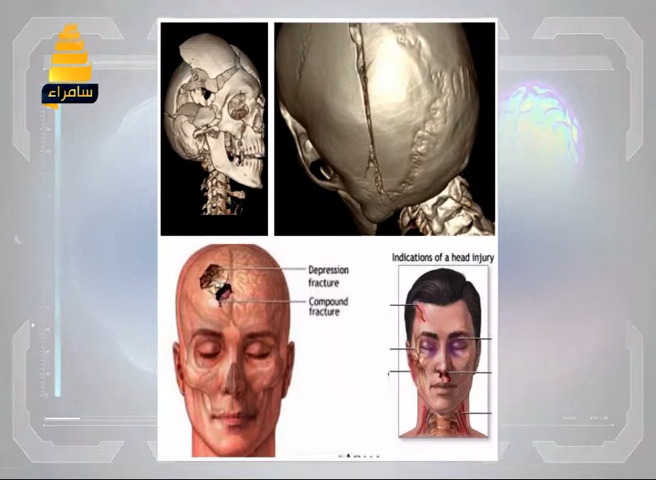 سامراء
Indications of a head injury
Depression
fracture
Compound
fracture